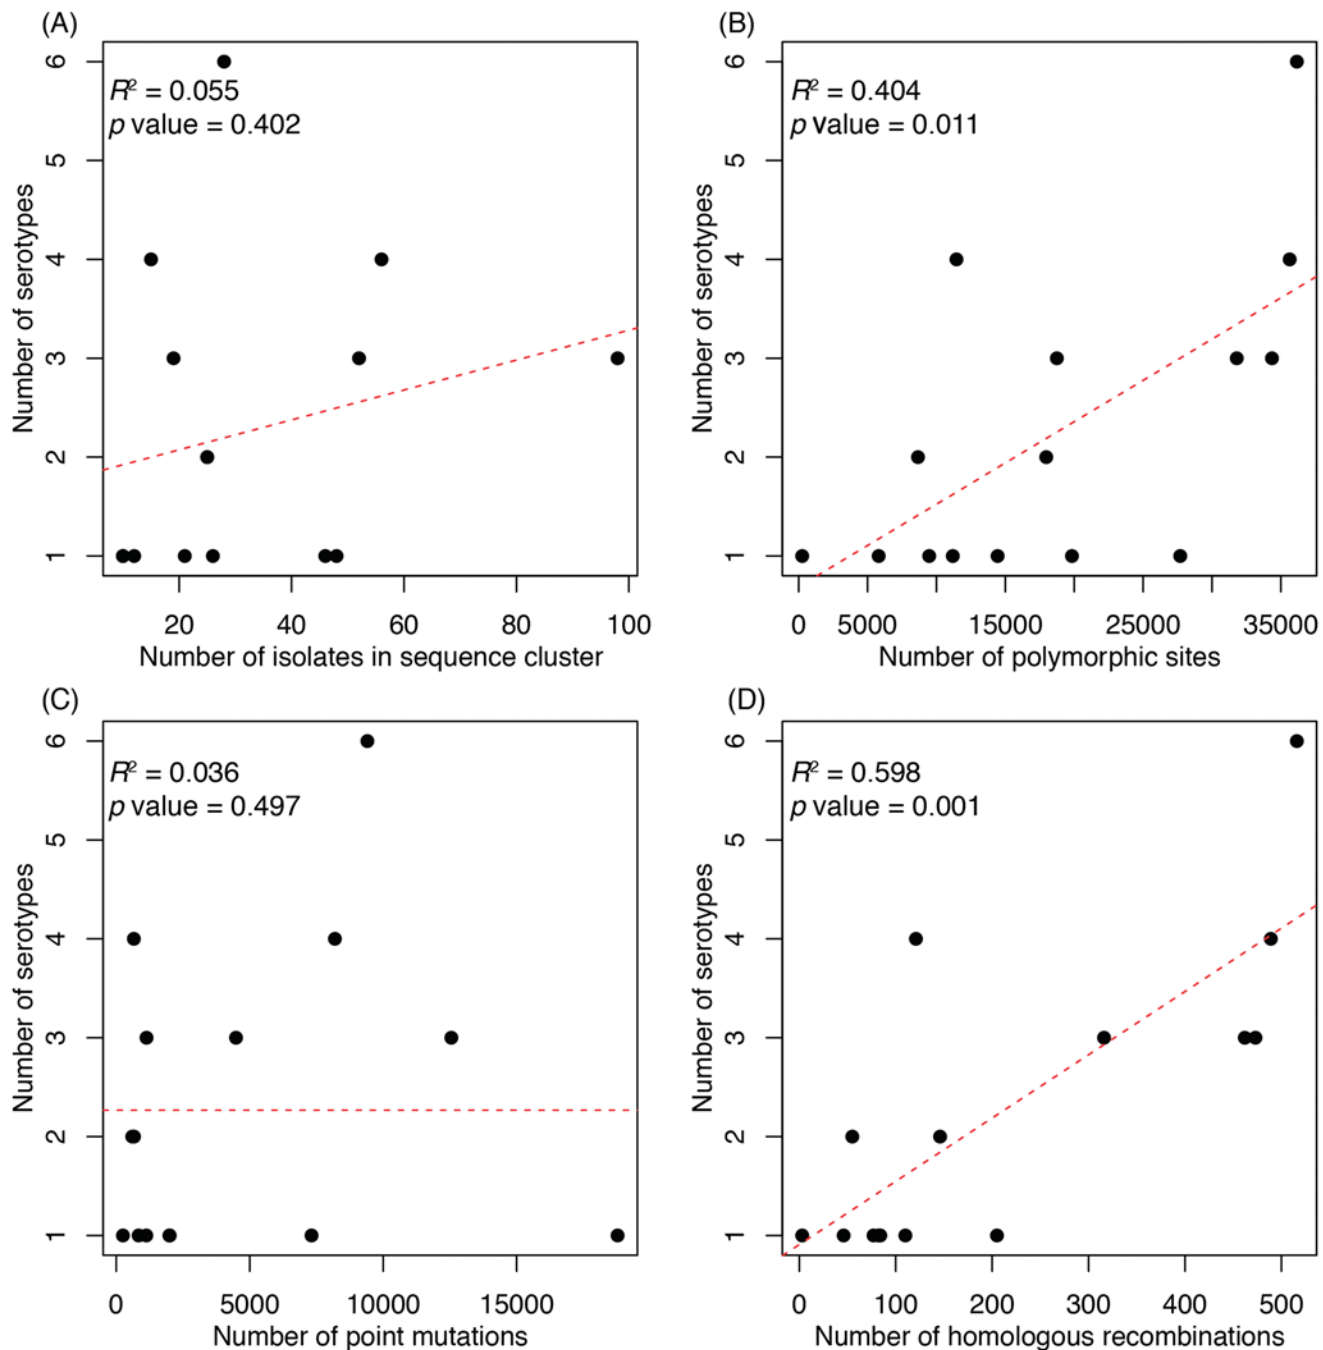 (A)
R² = 0.055
p value = 0.402
Number of serotypes
6
5
4
3
2
1
20 40 60 80 100
Number of isolates in sequence cluster
(B)
R² = 0.404
p value = 0.011
Number of serotypes
6
5
4
3
2
1
0 5000 15000 25000 35000
Number of polymorphic sites
(C)
R² = 0.036
p value = 0.497
Number of serotypes
6
5
4
3
2
1
0 5000 10000 15000
Number of point mutations
(D)
R² = 0.598
p value = 0.001
Number of serotypes
6
5
4
3
2
1
0 100 200 300 400 500
Number of homologous recombinations